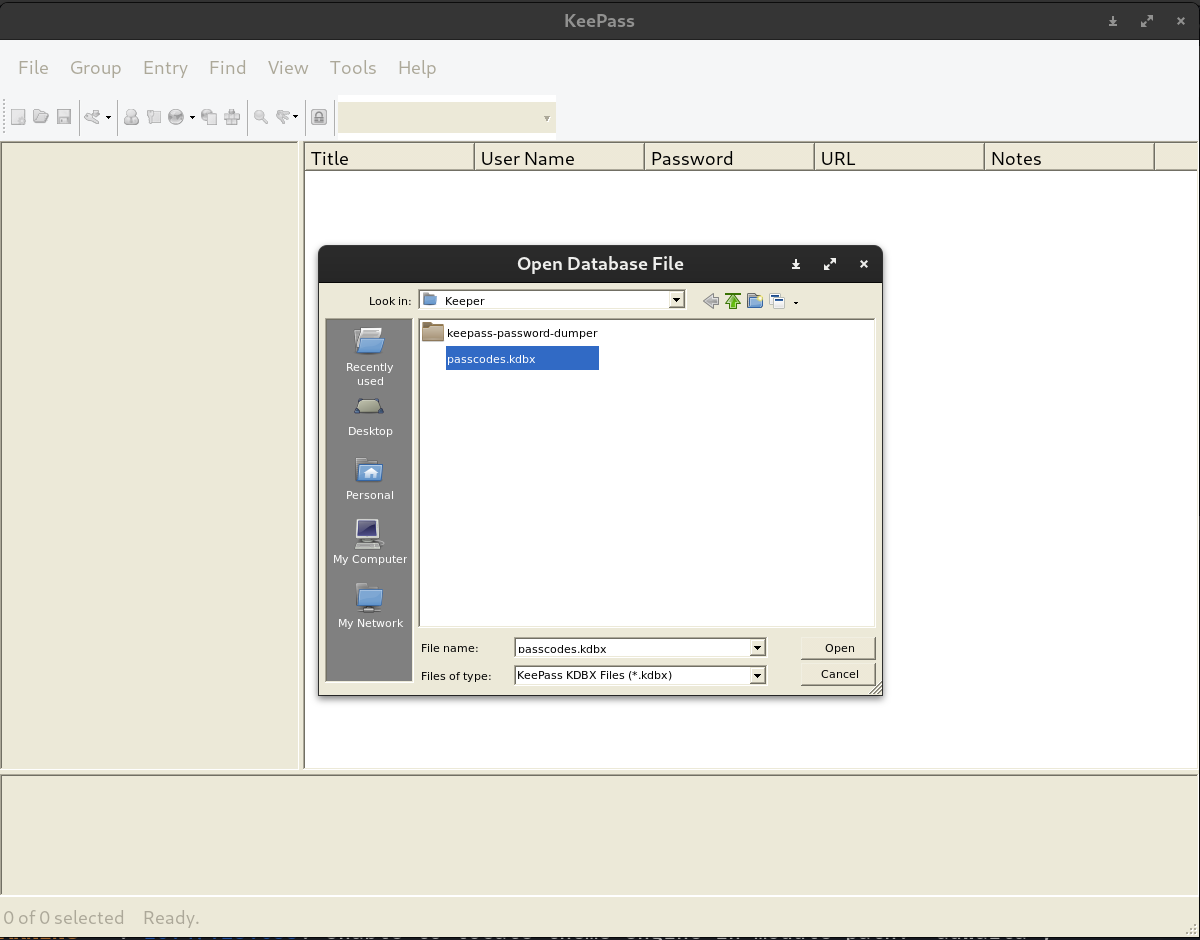 KeePass
File Group Entry Find View Tools Help
Title User Name Password URL Notes
Open Database File
Look in: Keeper
keepass-password-dumper
passcodes.kdbx
Recently
used
Desktop
Personal
My Computer
My Network
File name: passcodes.kdbx Open
Files of type: KeePass KDBX Files (*.kdbx) Cancel
0 of 0 selected Ready.